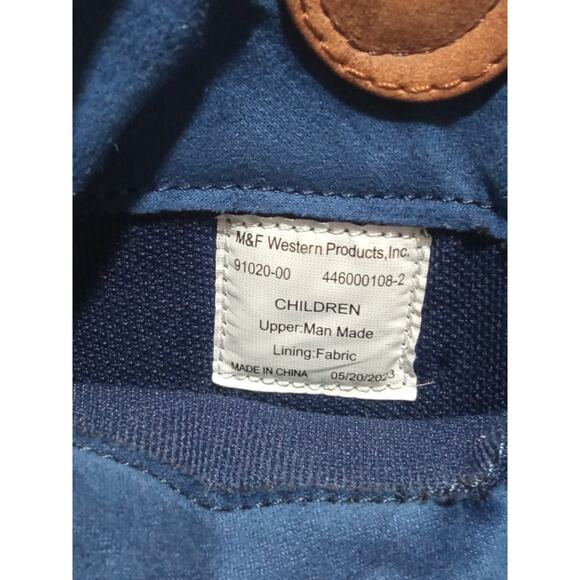 M&F Western Products,Inc.
91020-00 446000108-2
CHILDREN
Upper:Man Made
Lining:Fabric
MADE IN CHINA 05/20/2023